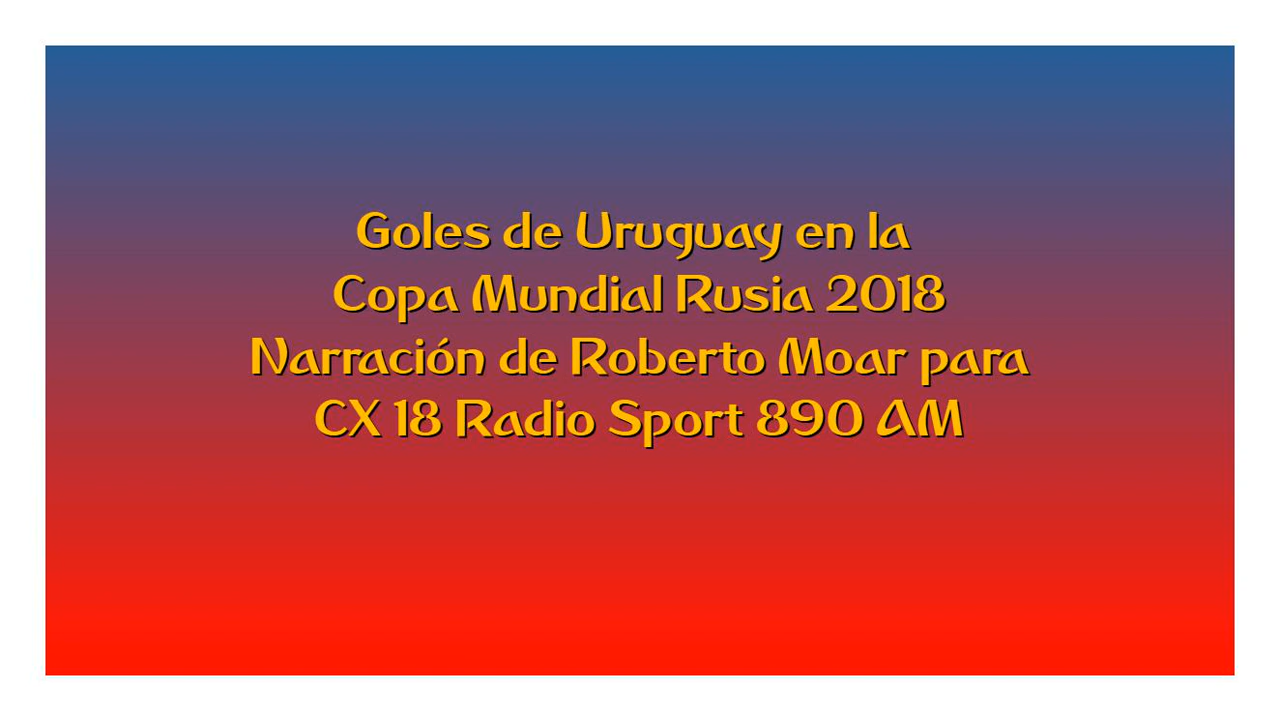 Goles de Uruguay en la
Copa Mundial Rusia 2018
Narración de Roberto Moar para
CX 18 Radio Sport 890 AM